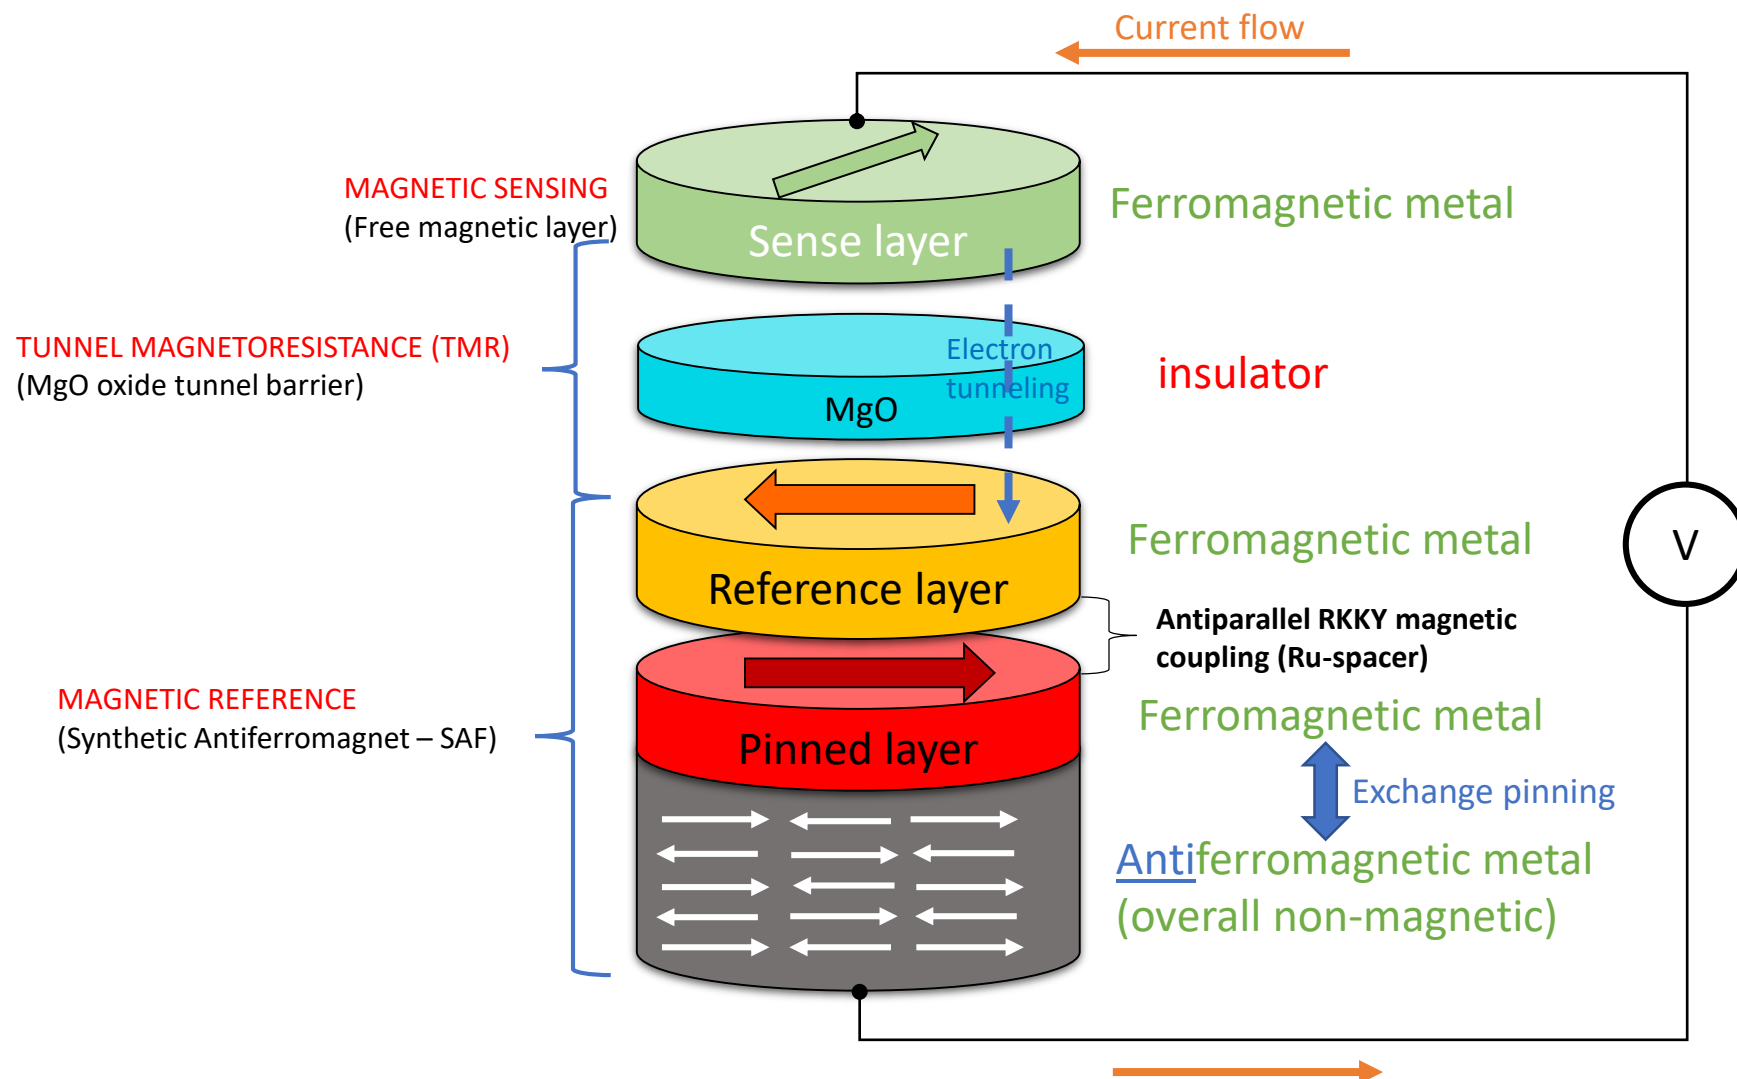 Current flow
MAGNETIC SENSING
(Free magnetic layer)
Sense layer
Ferromagnetic metal
TUNNEL MAGNETORESISTANCE (TMR)
(MgO oxide tunnel barrier)
Electron
tunneling
MgO
insulator
Reference layer
Ferromagnetic metal
V
Antiparallel RKKY magnetic
coupling (Ru-spacer)
MAGNETIC REFERENCE
(Synthetic Antiferromagnet – SAF)
Pinned layer
Ferromagnetic metal
Exchange pinning
Antiferromagnetic metal
(overall non-magnetic)